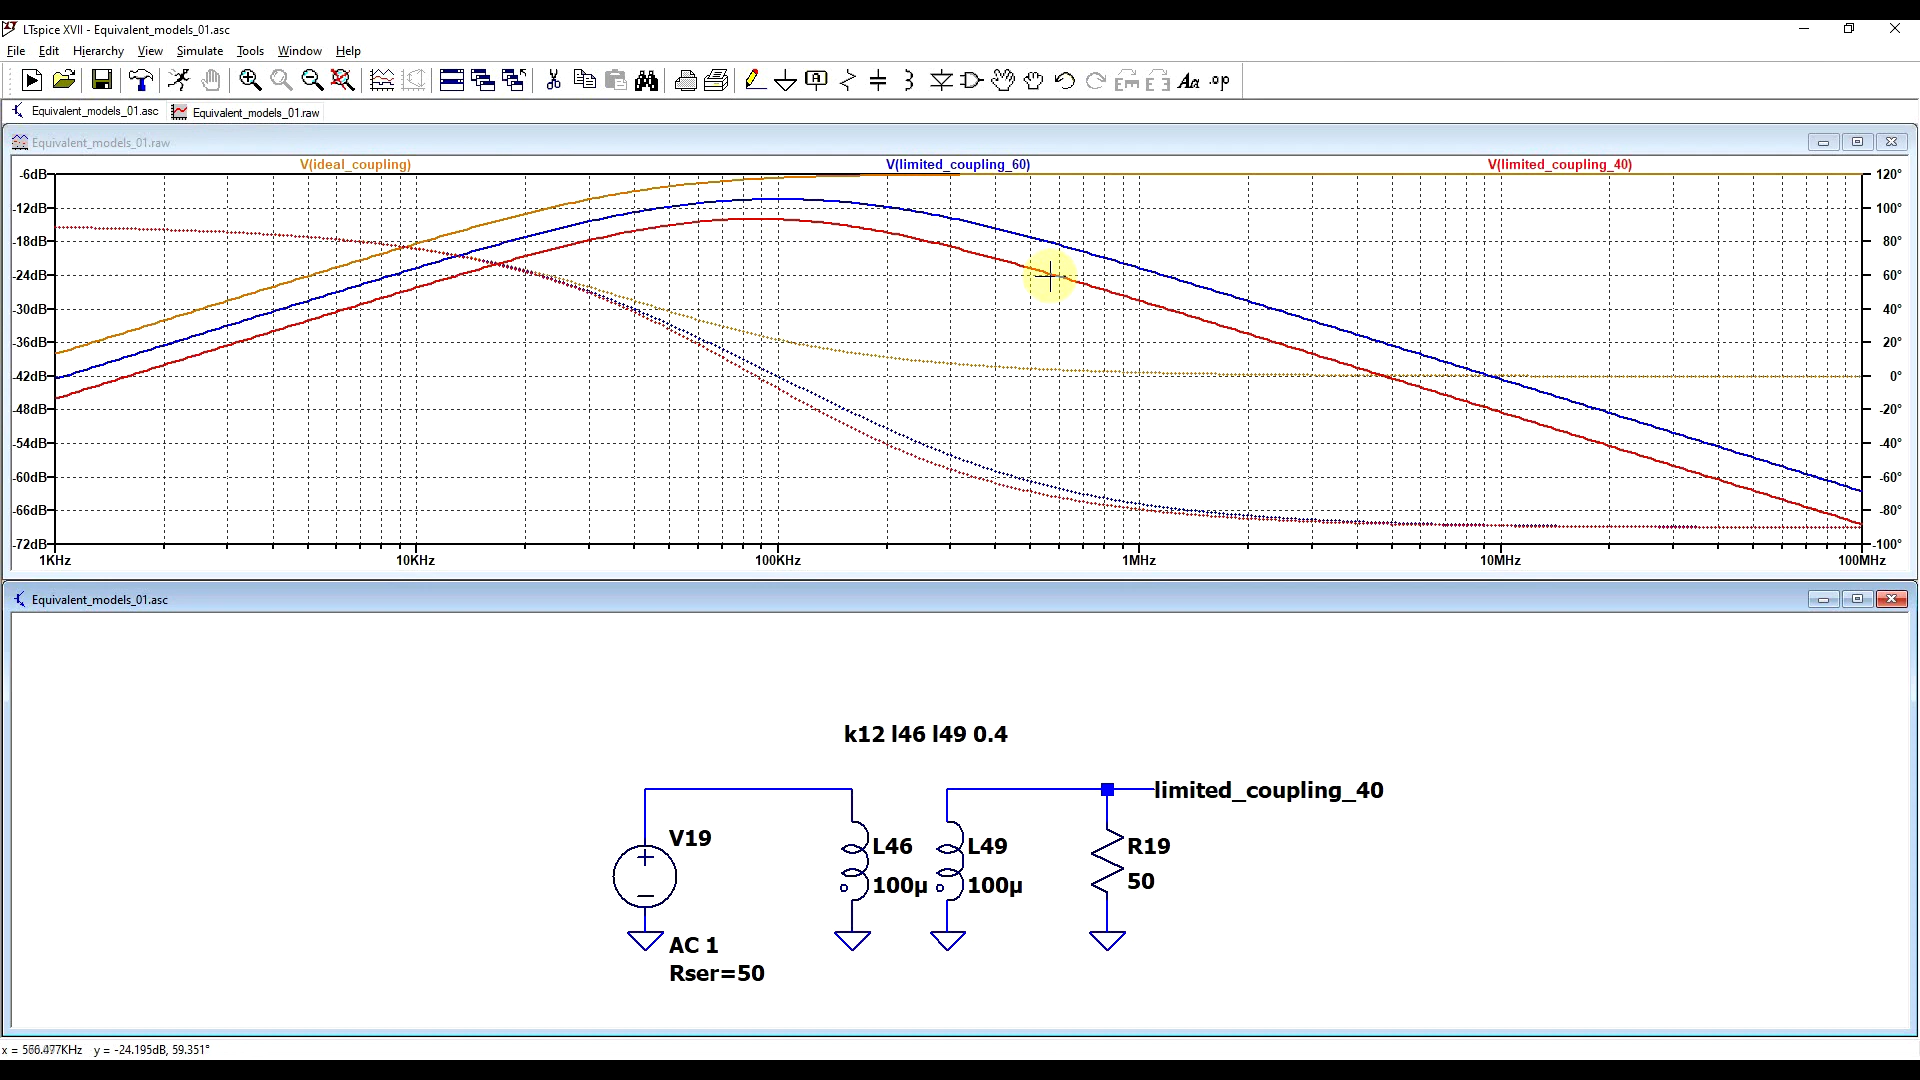 LTspice XVII - Equivalent_models_01.asc
File Edit Hierarchy View Simulate Tools Window Help
Equivalent_models_01.asc Equivalent_models_01.raw
Equivalent_models_01.raw
V(ideal_coupling) V(limited_coupling_60) V(limited_coupling_40)
-6dB 120°
-12dB 100°
-18dB 80°
-24dB 60°
-30dB 40°
-36dB 20°
-42dB 0°
-48dB -20°
-54dB -40°
-60dB -60°
-66dB -80°
-72dB -100°
1KHz 10KHz 100KHz 1MHz 10MHz 100MHz
Equivalent_models_01.asc
k12 l46 l49 0.4
limited_coupling_40
V19 L46 L49 R19
100µ 100µ 50
AC 1
Rser=50
y = -24.195dB, 59.351°